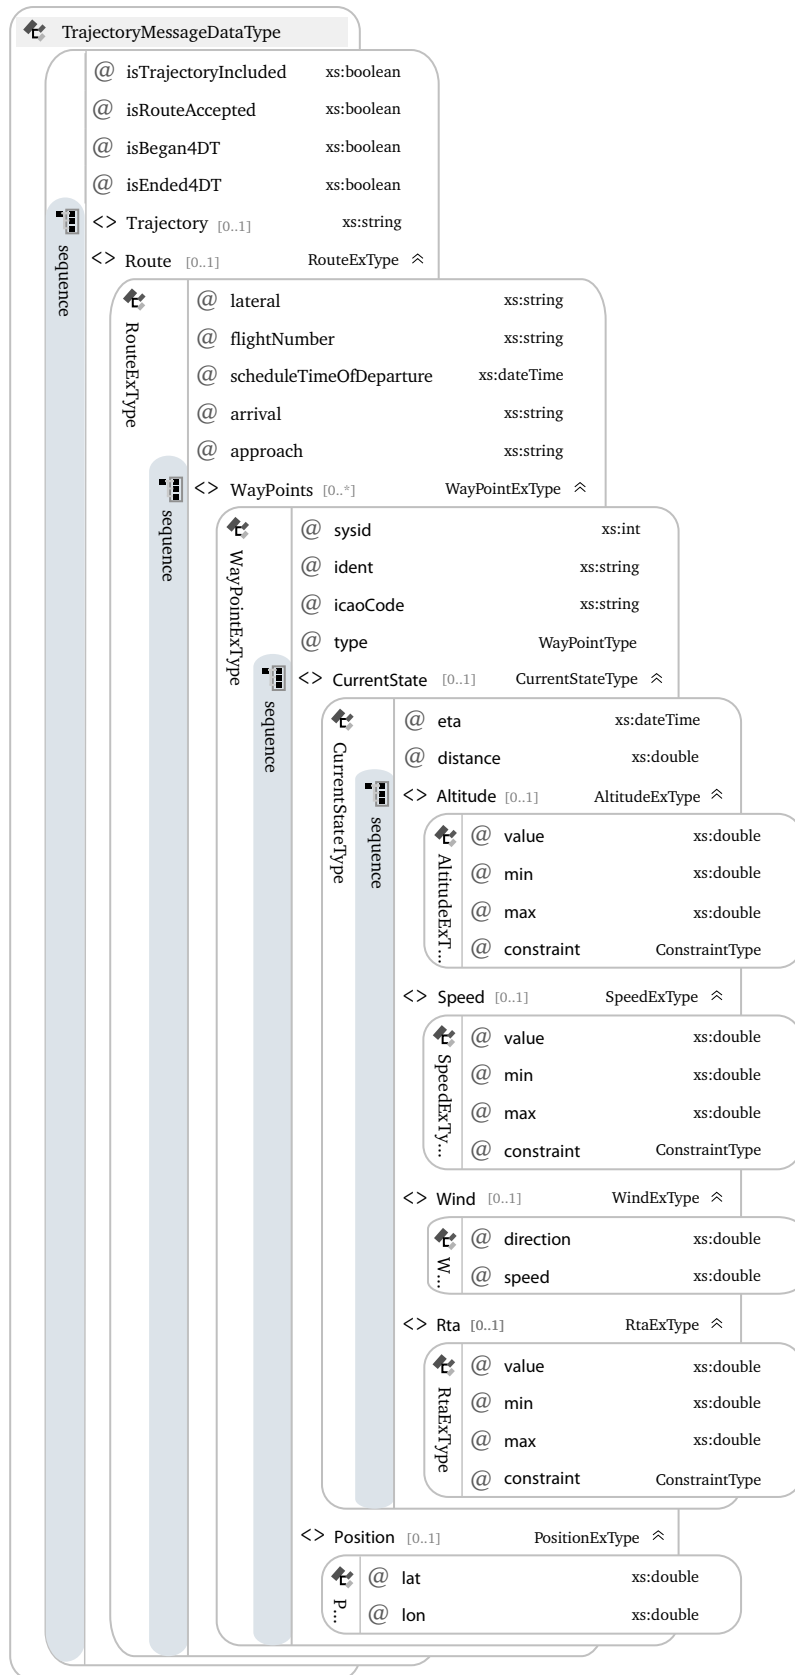 TrajectoryMessageDataType
@ isTrajectoryIncluded xs:boolean
@ isRouteAccepted xs:boolean
@ isBegan4DT xs:boolean
@ isEnded4DT xs:boolean
sequence
<> Trajectory [0..1] xs:string
<> Route [0..1] RouteExType
RouteExType
@ lateral xs:string
@ flightNumber xs:string
@ scheduleTimeOfDeparture xs:dateTime
@ arrival xs:string
@ approach xs:string
sequence
<> WayPoints [0..*] WayPointExType
WayPointExType
@ sysid xs:int
@ ident xs:string
@ icaoCode xs:string
@ type WayPointType
sequence
<> CurrentState [0..1] CurrentStateType
CurrentStateType
@ eta xs:dateTime
@ distance xs:double
sequence
<> Altitude [0..1] AltitudeExType
AltitudeExT...
@ value xs:double
@ min xs:double
@ max xs:double
@ constraint ConstraintType
<> Speed [0..1] SpeedExType
SpeedExTy...
@ value xs:double
@ min xs:double
@ max xs:double
@ constraint ConstraintType
<> Wind [0..1] WindExType
W...
@ direction xs:double
@ speed xs:double
<> Rta [0..1] RtaExType
RtaExType
@ value xs:double
@ min xs:double
@ max xs:double
@ constraint ConstraintType
<> Position [0..1] PositionExType
P...
@ lat xs:double
@ lon xs:double